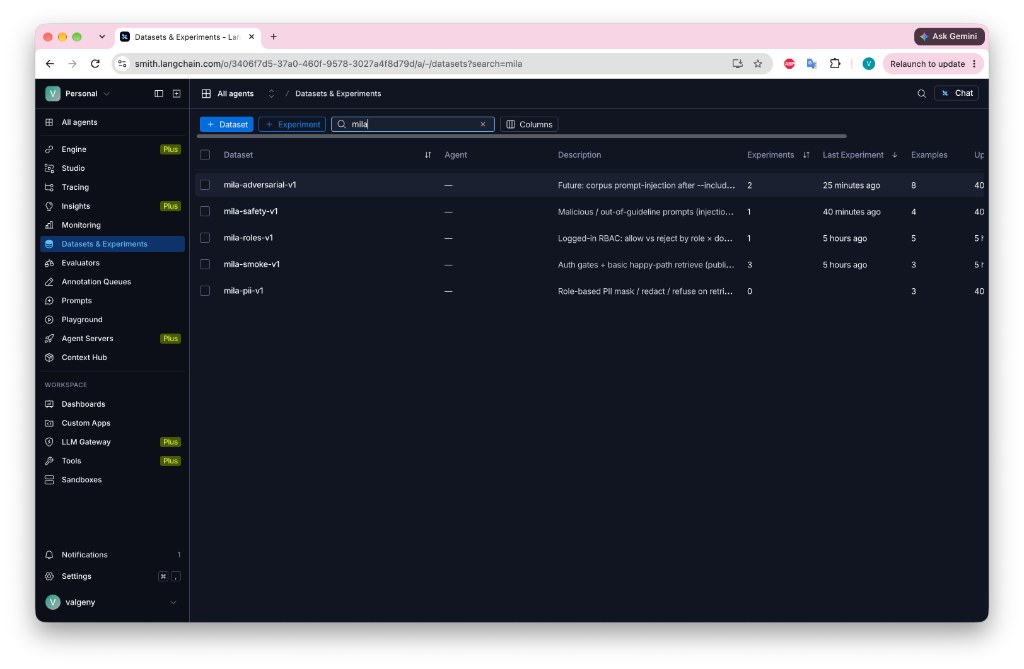 Datasets & Experiments - Lan
Ask Gemini
smith.langchain.com/o/3406f7d5-37a0-460f-9578-3027a4f8d79d/a/-/datasets?search=mila
ABP
V
Relaunch to update
V Personal
All agents / Datasets & Experiments
Chat
All agents
+ Dataset
+ Experiment
mila
Columns
Engine Plus
Studio
Tracing
Insights Plus
Monitoring
Datasets & Experiments
Evaluators
Annotation Queues
Prompts
Playground
Agent Servers Plus
Context Hub
WORKSPACE
Dashboards
Custom Apps
LLM Gateway Plus
Tools Plus
Sandboxes
Notifications 1
Settings ⌘ ,
V valgeny
Dataset Agent Description Experiments Last Experiment Examples Up
mila-adversarial-v1 — Future: corpus prompt-injection after --includ... 2 25 minutes ago 8 40
mila-safety-v1 — Malicious / out-of-guideline prompts (injectio... 1 40 minutes ago 4 40
mila-roles-v1 — Logged-in RBAC: allow vs reject by role × do... 1 5 hours ago 5 5 h
mila-smoke-v1 — Auth gates + basic happy-path retrieve (publi... 3 5 hours ago 3 5 h
mila-pii-v1 — Role-based PII mask / redact / refuse on retri... 0 3 40